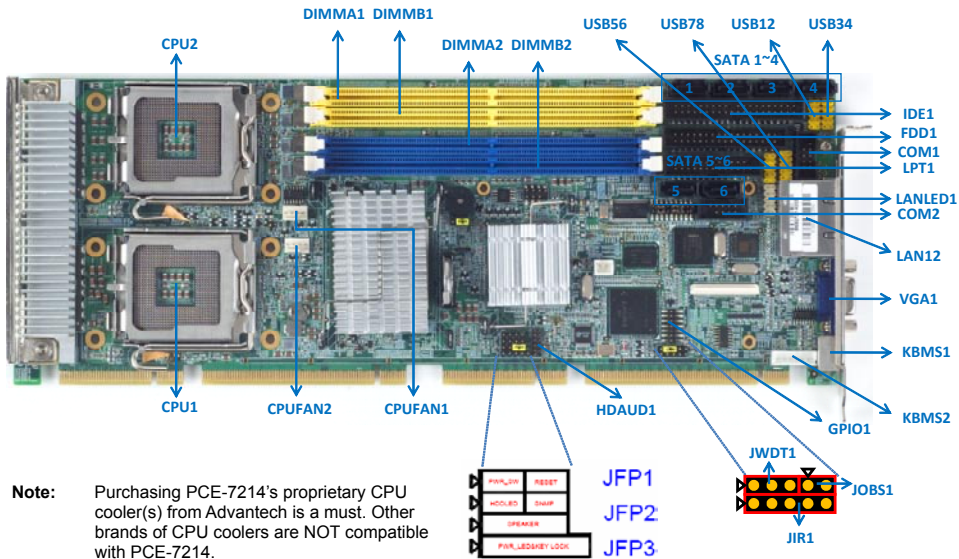 USB56 USB78 USB12 USB34
DIMMA1 DIMMB1
DIMMA2 DIMMB2
CPU2
SATA 1~4
1 2 3 4
IDE1
FDD1
COM1
SATA 5~6
LPT1
5 6
LANLED1
COM2
LAN12
VGA1
KBMS1
CPU1 CPUFAN2 CPUFAN1 HDAUD1
KBMS2
GPIO1
JWDT1
JOBS1
JIR1
PWR_SW RESET JFP1
HDDLED SNMP JFP2
SPEAKER
PWR_LED&KEY LOCK JFP3
Note: Purchasing PCE-7214's proprietary CPU
cooler(s) from Advantech is a must. Other
brands of CPU coolers are NOT compatible
with PCE-7214.